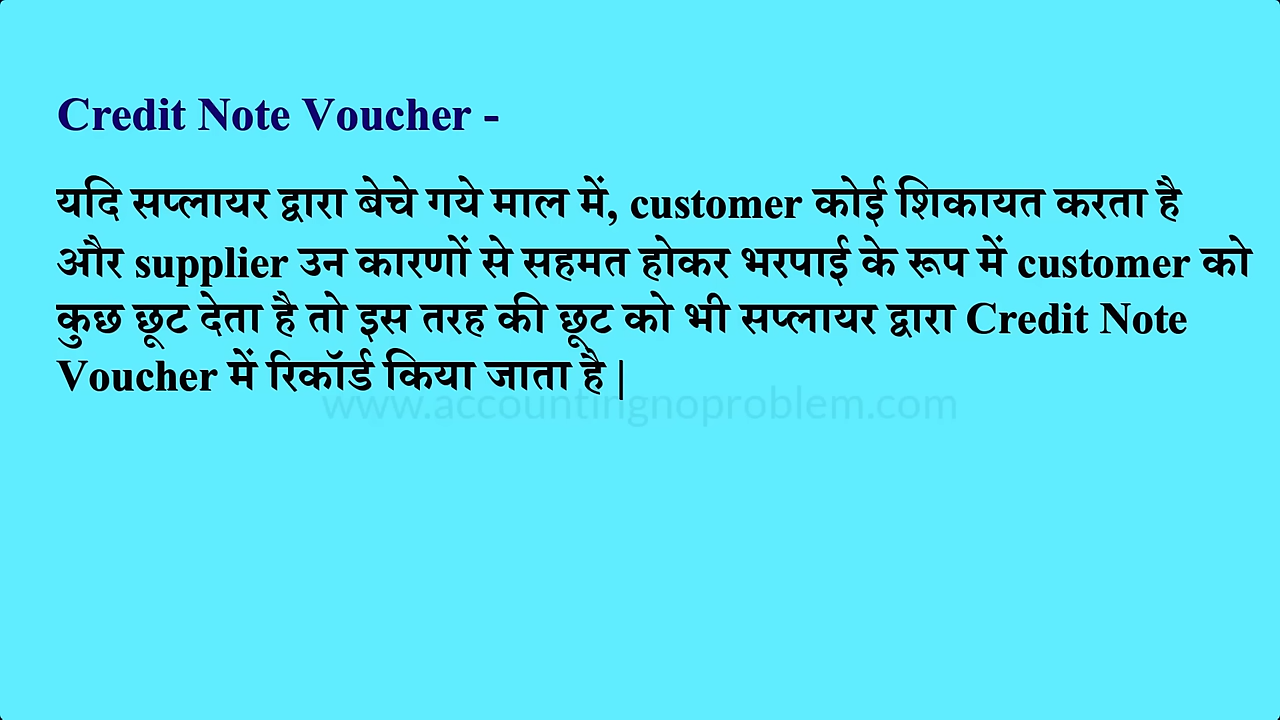 Credit Note Voucher -
यदि सप्लायर द्वारा बेचे गये माल में, customer कोई शिकायत करता है
और supplier उन कारणों से सहमत होकर भरपाई के रूप में customer को
कुछ छूट देता है तो इस तरह की छूट को भी सप्लायर द्वारा Credit Note
Voucher में रिकॉर्ड किया जाता है |
www.accountingnoproblem.com